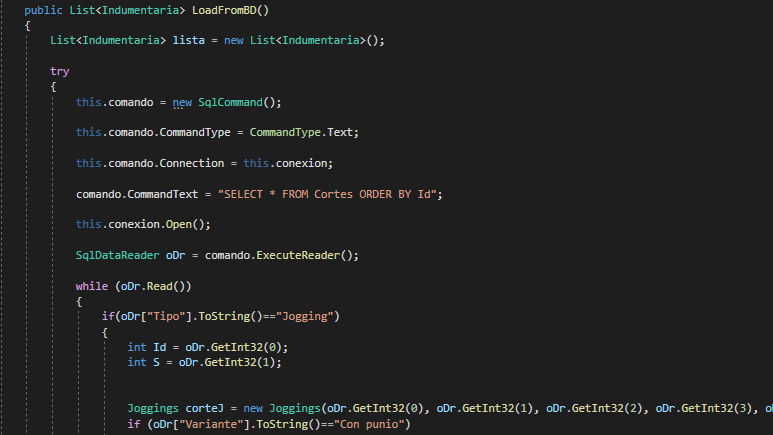 public List<Indumentaria> LoadFromBD()
{
List<Indumentaria> lista = new List<Indumentaria>();
try
{
this.comando = new SqlCommand();
this.comando.CommandType = CommandType.Text;
this.comando.Connection = this.conexion;
comando.CommandText = "SELECT * FROM Cortes ORDER BY Id";
this.conexion.Open();
SqlDataReader oDr = comando.ExecuteReader();
while (oDr.Read())
{
if(oDr["Tipo"].ToString()=="Jogging")
{
int Id = oDr.GetInt32(0);
int S = oDr.GetInt32(1);
Joggings corteJ = new Joggings(oDr.GetInt32(0), oDr.GetInt32(1), oDr.GetInt32(2), oDr.GetInt32(3),
if (oDr["Variante"].ToString()=="Con punio")